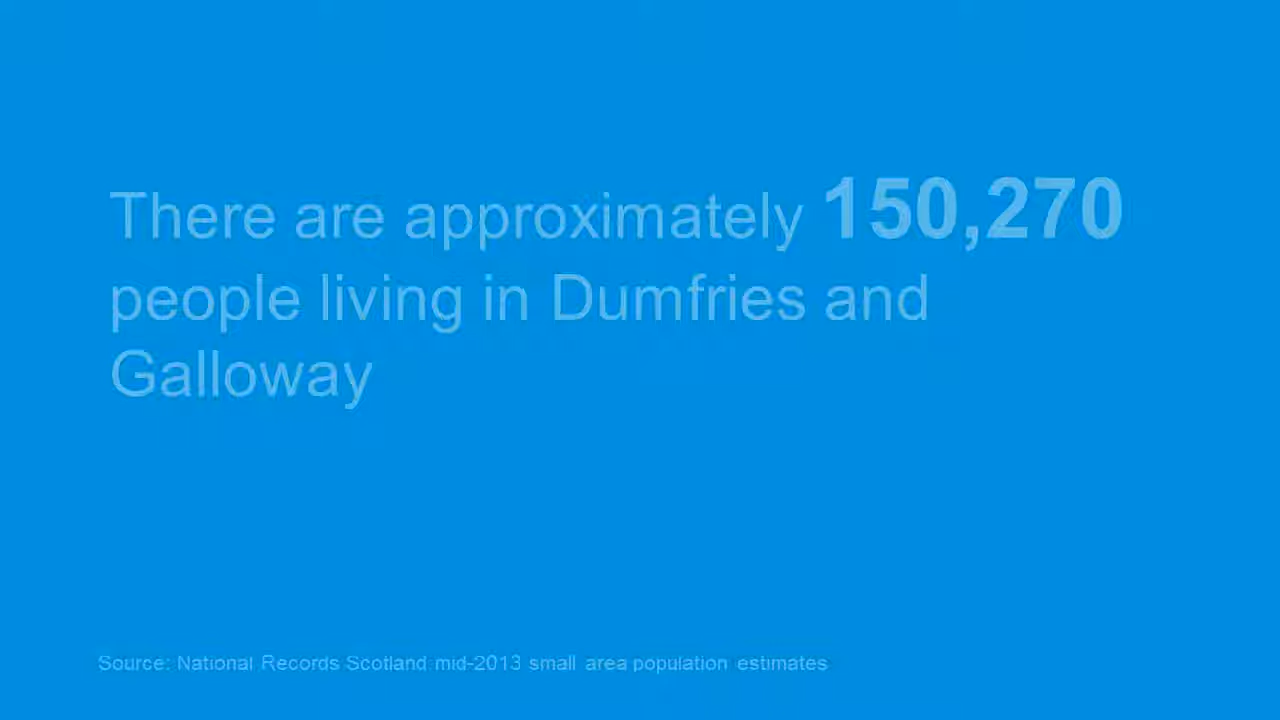 There are approximately 150,270
people living in Dumfries and
Galloway
Source: National Records Scotland mid-2013 small area population estimates